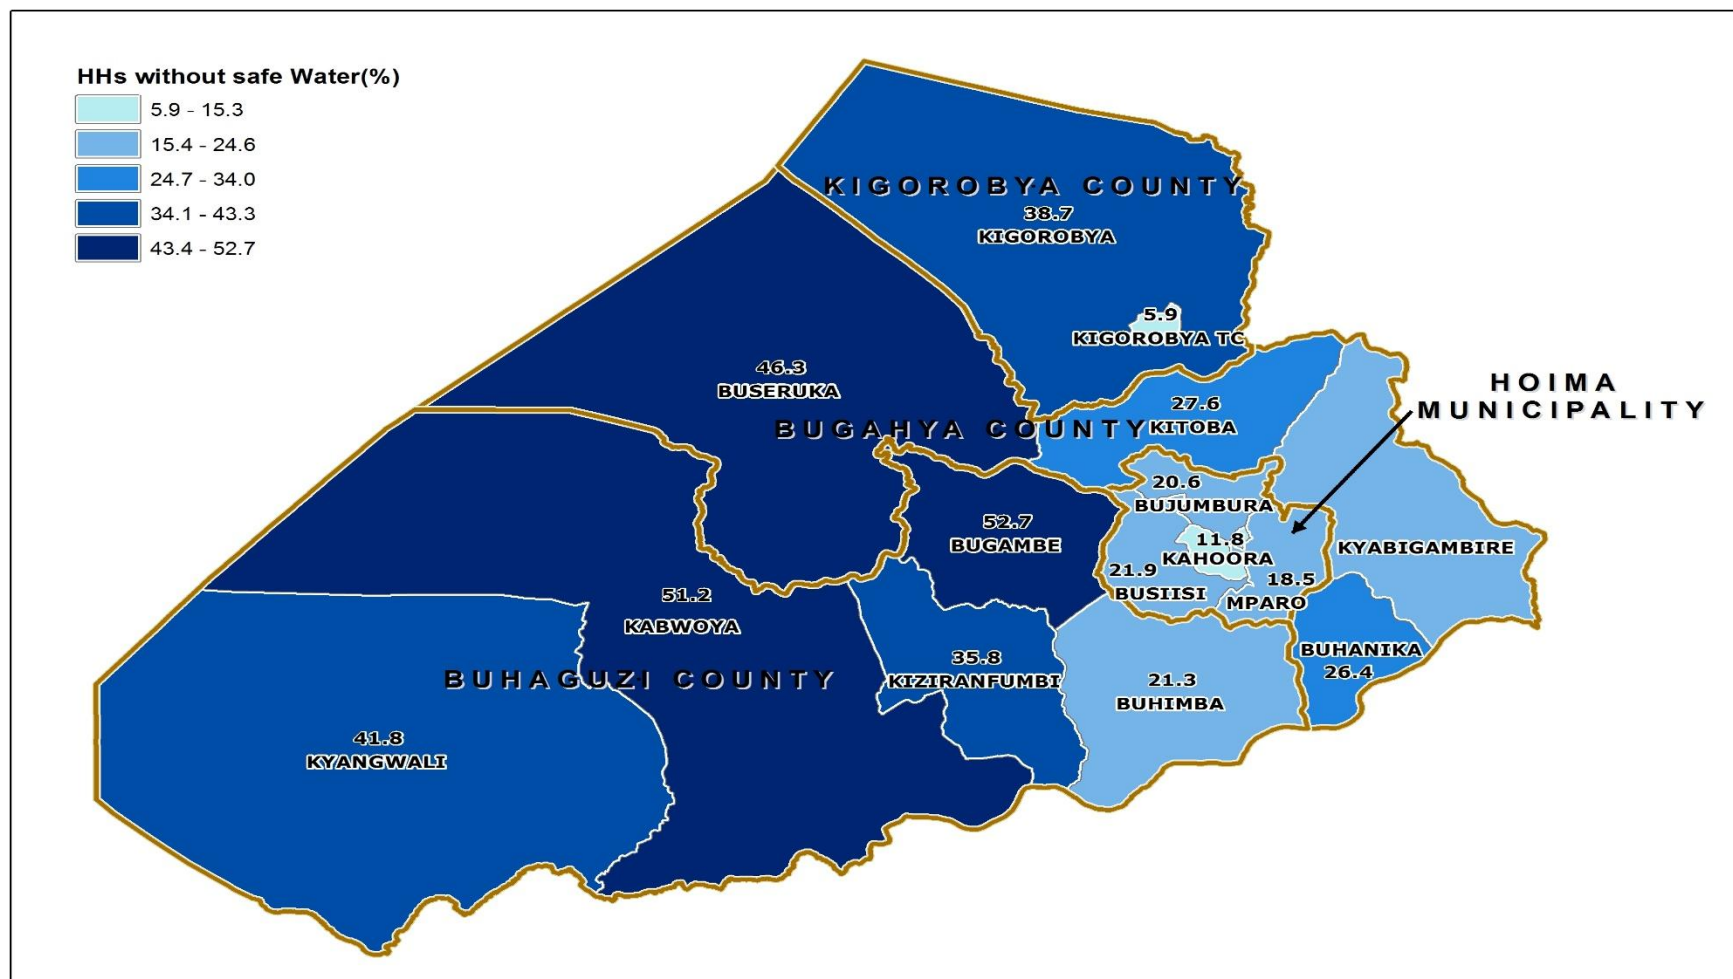 HHs without safe Water(%)
5.9 - 15.3
15.4 - 24.6
24.7 - 34.0
34.1 - 43.3
43.4 - 52.7
KIGOROBYA COUNTY
38.7
KIGOROBYA
5.9
KIGOROBYA TC
46.3
BUSERUKA
BUGAHYA COUNTY
27.6
KITOBA
HOIMA
MUNICIPALITY
20.6
BUJUMBURA
52.7
BUGAMBE
11.8
KAHOORA
KYABIGAMBIRE
21.9
BUSIISI
18.5
MPARO
51.2
KABWOYA
BUHAGUZI COUNTY
35.8
KIZIRANFUMBI
21.3
BUHIMBA
BUHANIKA
26.4
41.8
KYANGWALI